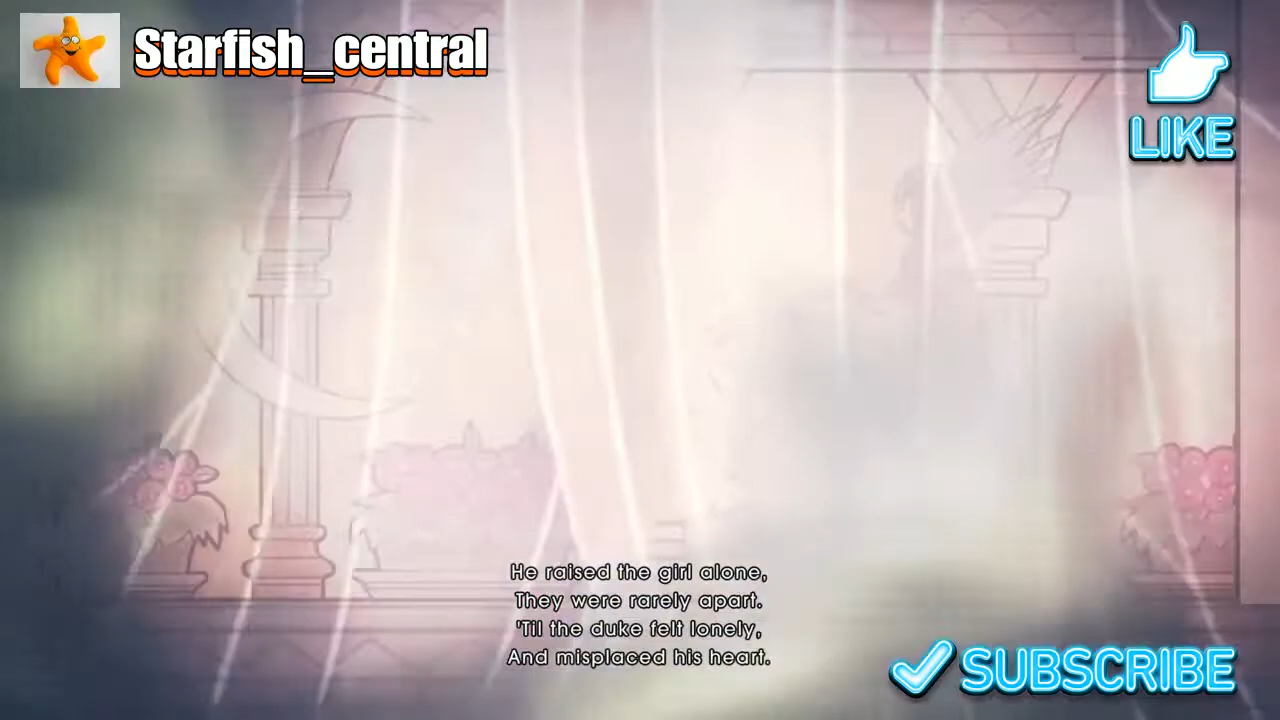 Starfish_central
LIKE
He raised the girl alone,
They were rarely apart.
'Til the duke felt lonely,
And misplaced his heart.
SUBSCRIBE